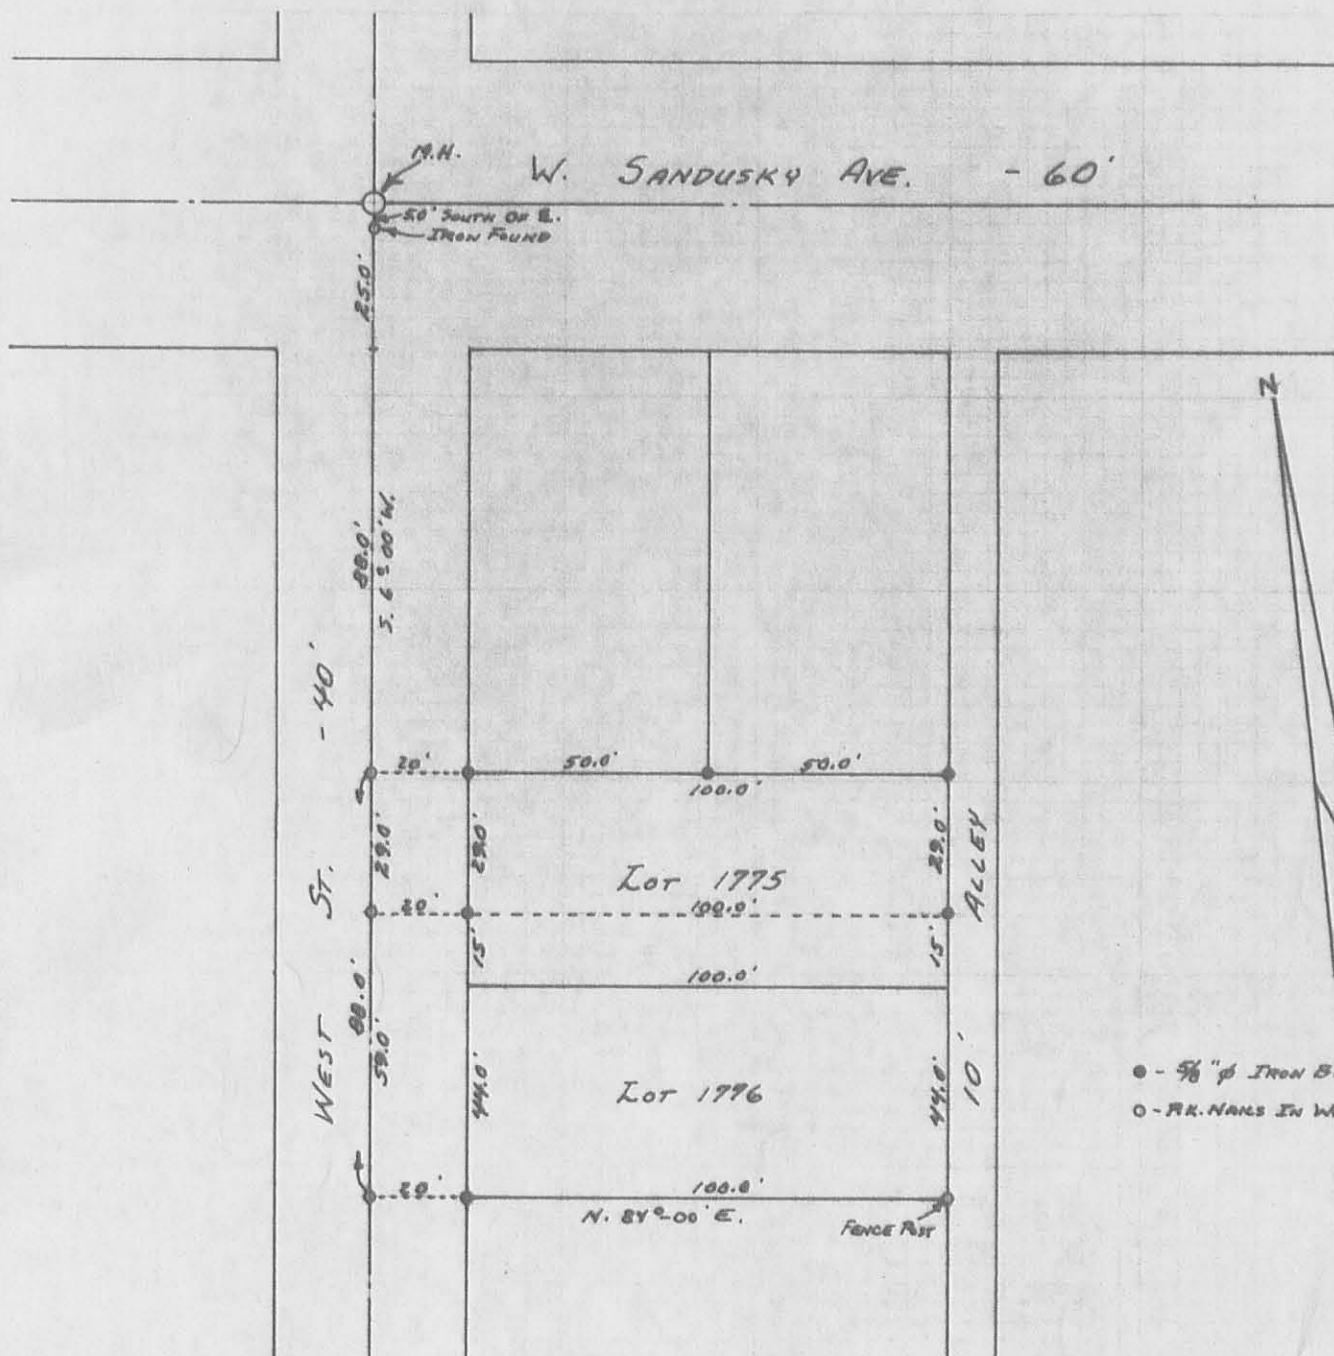 M.H.
W. SANDUSKY AVE. - 60'
5.0' SOUTH OF ℄.
IRON FOUND
25.0'
N
88.0'
S. 6°00' W.
WEST ST. - 40'
20'
50.0'
50.0'
100.0'
29.0'
29.0'
29.0'
LOT 1775
20'
100.0'
15'
15'
100.0'
88.0'
59.0'
44.0'
44.0'
LOT 1776
10' ALLEY
● - 5/8"ø IRON B
○ - P.K. NAILS IN W
20'
100.0'
N. 84°-00' E.
FENCE POST